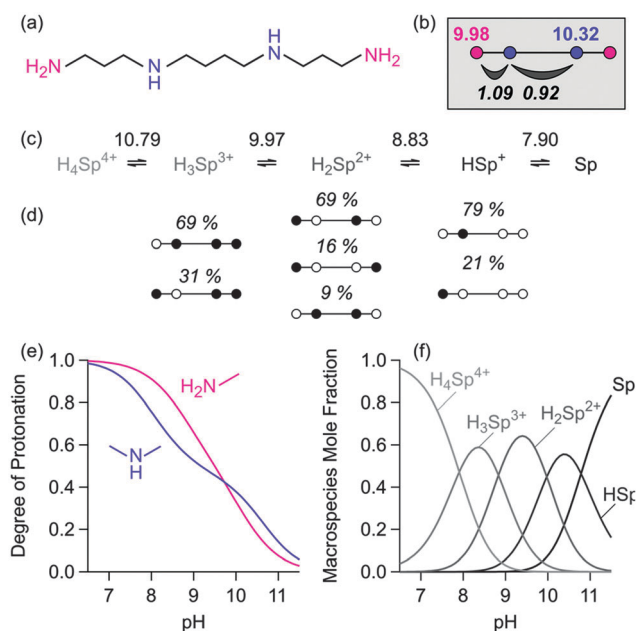 (a)
H₂N
N
H
H
N
NH₂
(b)
9.98
10.32
1.09
0.92
(c)
10.79
9.97
8.83
7.90
H₄Sp⁴⁺ ⇌ H₃Sp³⁺ ⇌ H₂Sp²⁺ ⇌ HSp⁺ ⇌ Sp
(d)
69 %
69 %
79 %
31 %
16 %
21 %
9 %
(e)
Degree of Protonation
1.0
0.8
0.6
0.4
0.2
0.0
H₂N
N
H
7 8 9 10 11
pH
(f)
Macrospecies Mole Fraction
1.0
0.8
0.6
0.4
0.2
0.0
H₄Sp⁴⁺
H₃Sp³⁺
H₂Sp²⁺
Sp
HSp
7 8 9 10 11
pH